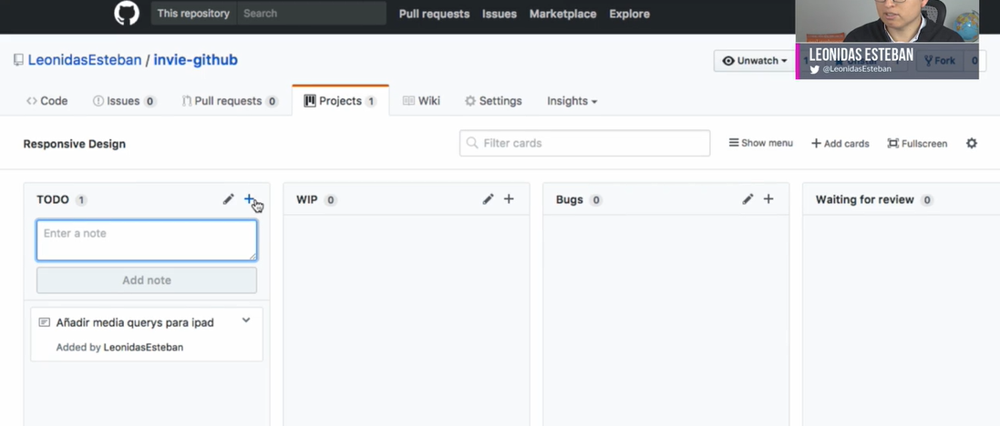 This repository Search Pull requests Issues Marketplace Explore
LeonidasEsteban / invie-github
Unwatch 1
Fork 0
LEONIDAS ESTEBAN
@LeonidasEsteban
Code Issues 0 Pull requests 0 Projects 1 Wiki Settings Insights
Responsive Design Filter cards Show menu + Add cards Fullscreen
TODO 1 WIP 0 Bugs 0 Waiting for review 0
Enter a note
Add note
Añadir media querys para ipad
Added by LeonidasEsteban